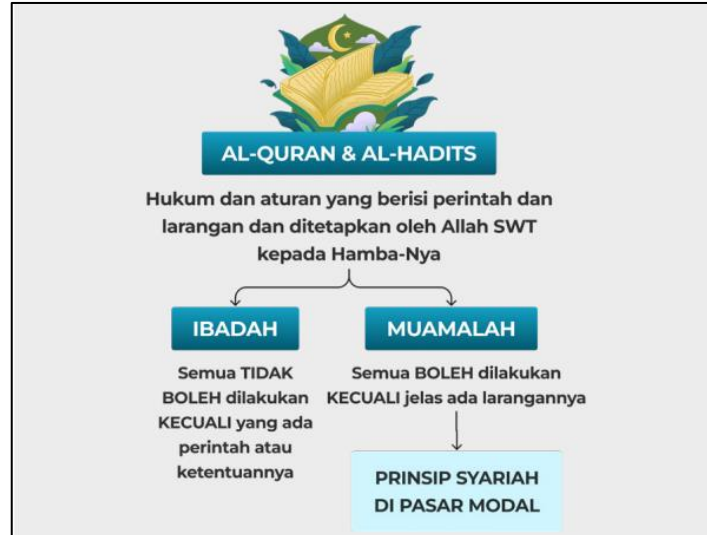 AL-QURAN & AL-HADITS
Hukum dan aturan yang berisi perintah dan
larangan dan ditetapkan oleh Allah SWT
kepada Hamba-Nya
IBADAH
Semua TIDAK
BOLEH dilakukan
KECUALI yang ada
perintah atau
ketentuannya
MUAMALAH
Semua BOLEH dilakukan
KECUALI jelas ada larangannya
PRINSIP SYARIAH
DI PASAR MODAL